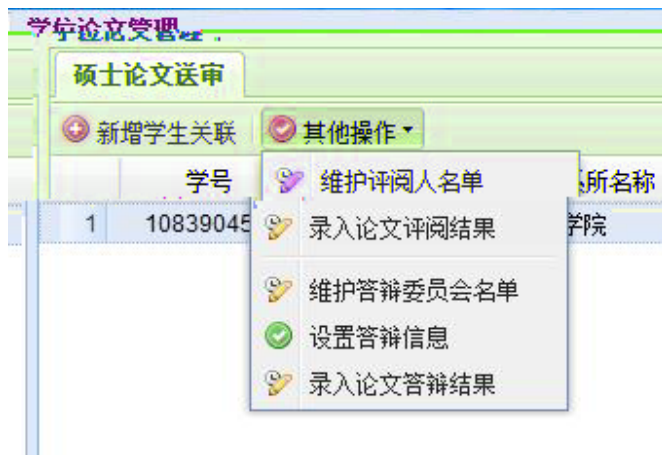 学位论文管理
硕士论文送审
新增学生关联 其他操作
学号 所名称
1 10839045 学院
维护评阅人名单
录入论文评阅结果
维护答辩委员会名单
设置答辩信息
录入论文答辩结果